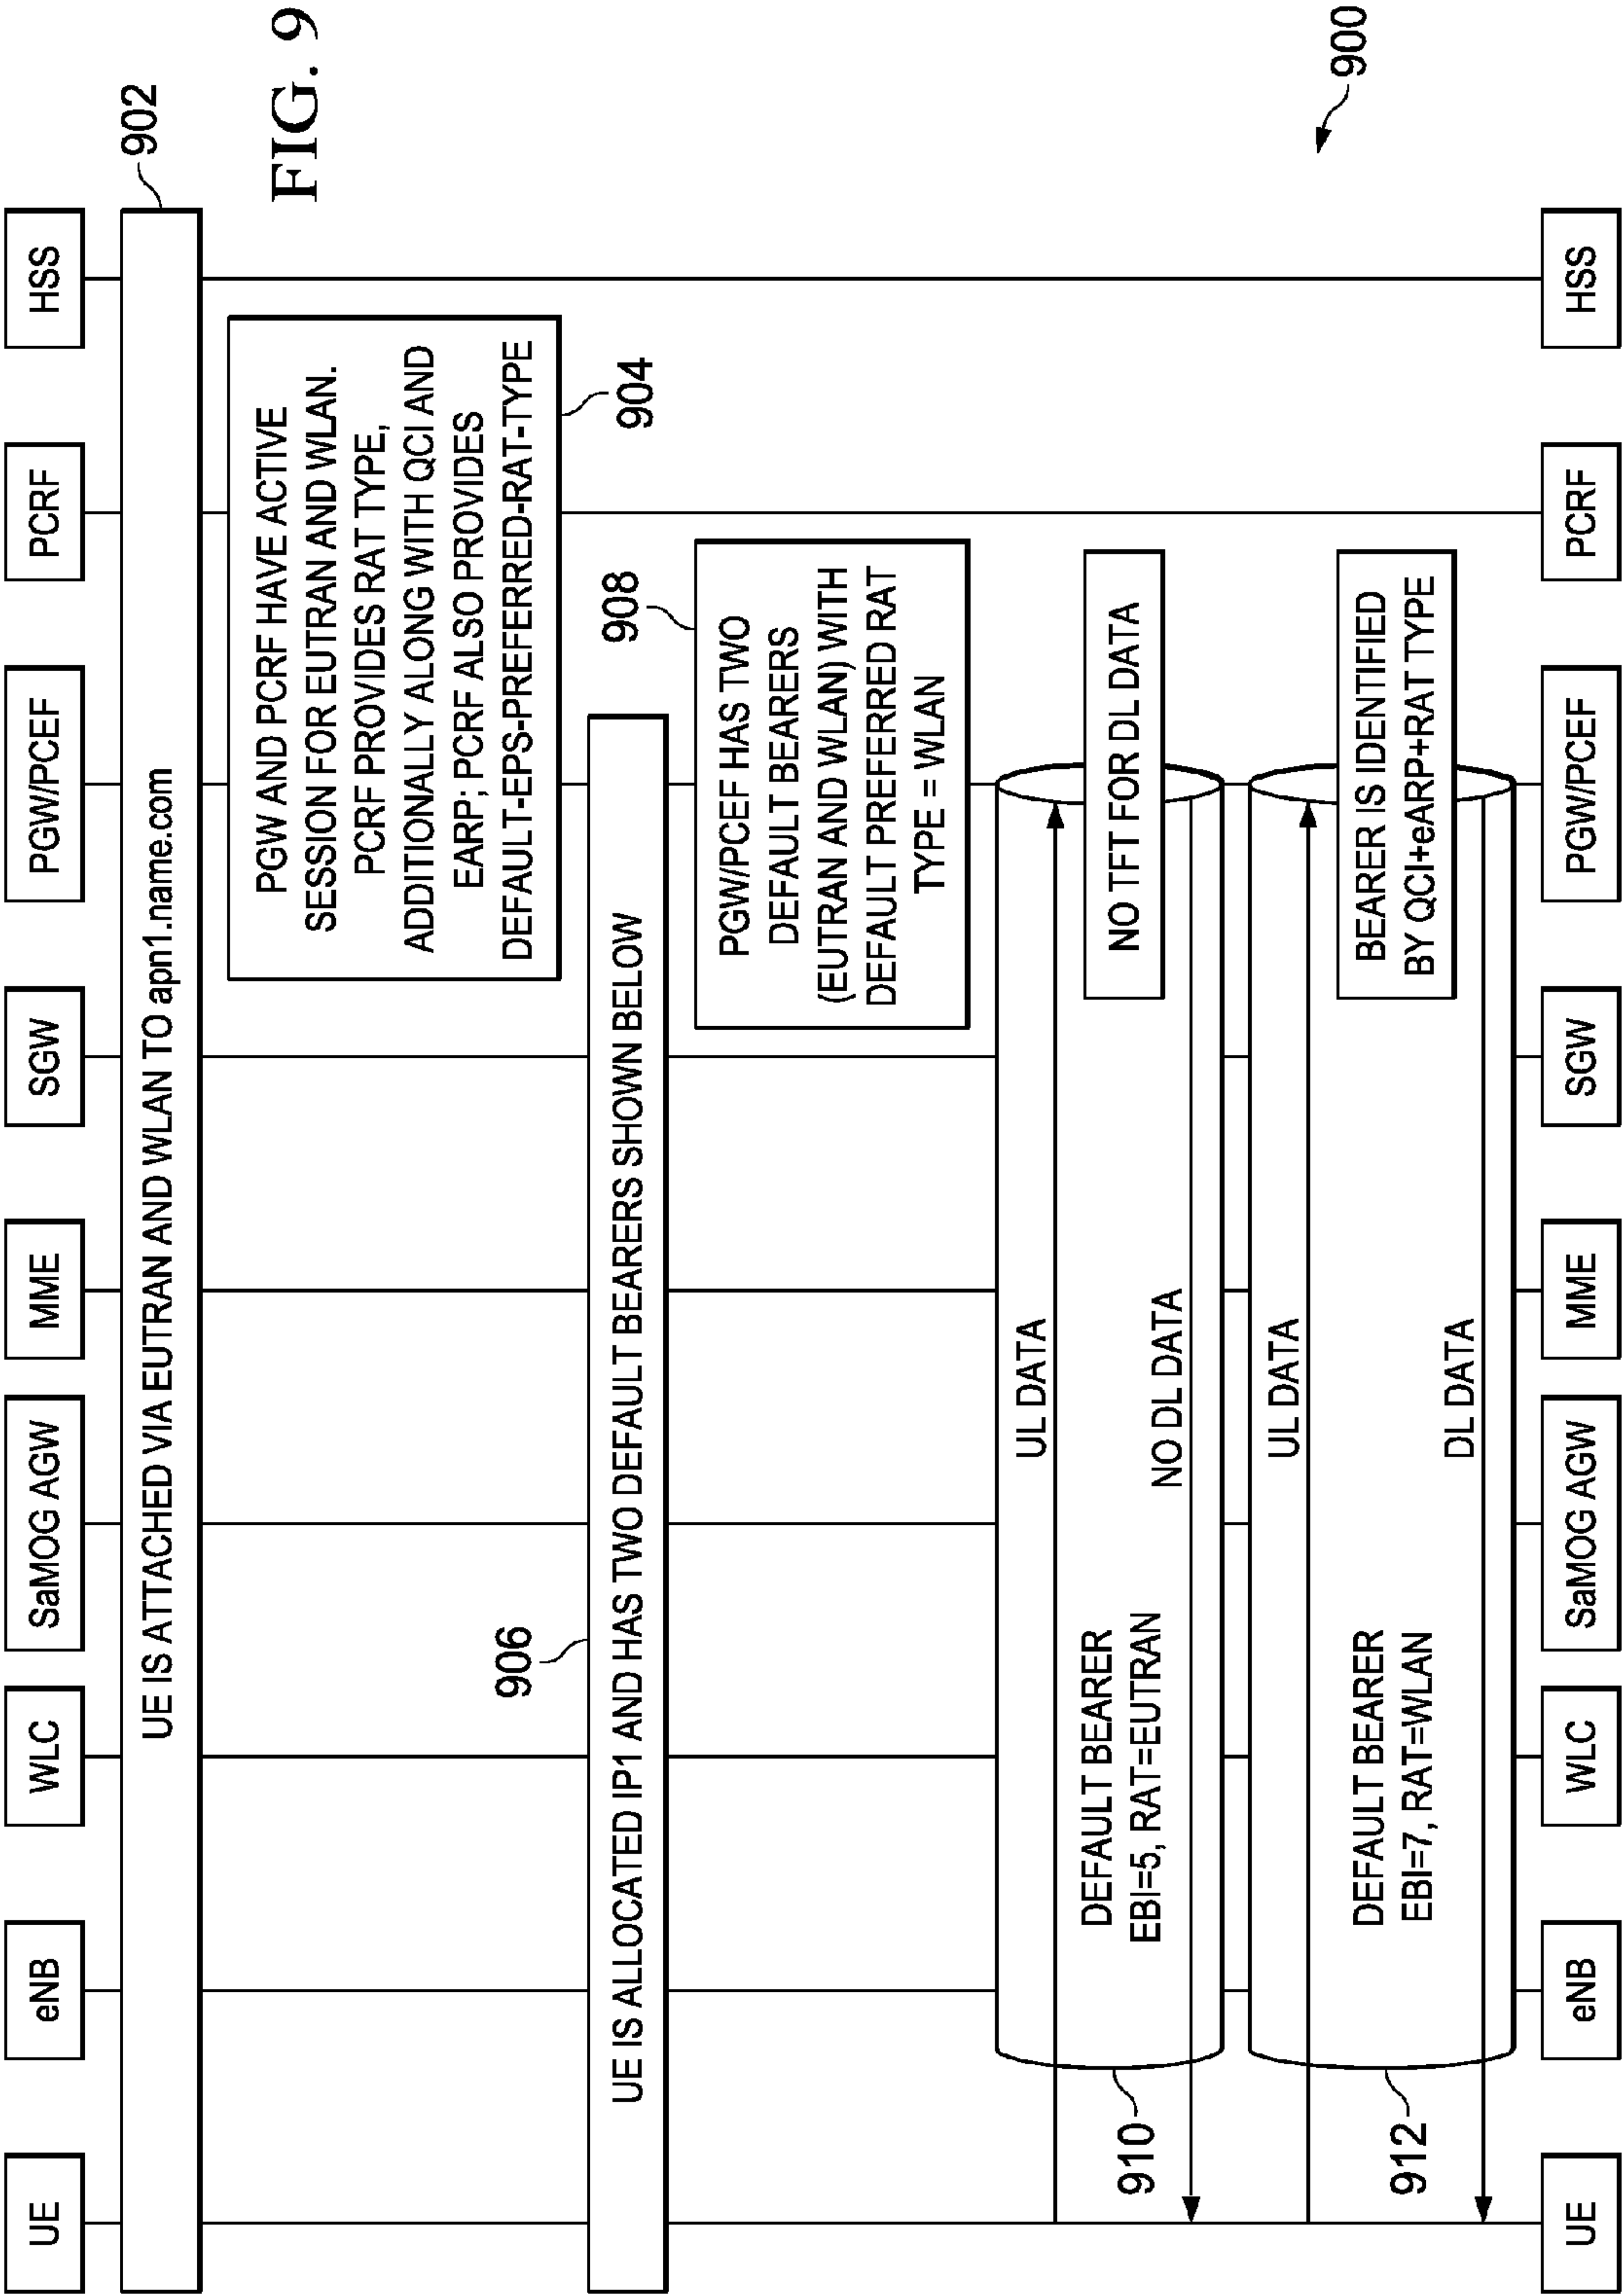 UE
eNB
WLC
SaMOG AGW
MME
SGW
PGW/PCEF
PCRF
HSS
UE IS ATTACHED VIA EUTRAN AND WLAN TO apn1.name.com
902
FIG. 9
PGW AND PCRF HAVE ACTIVE
SESSION FOR EUTRAN AND WLAN.
PCRF PROVIDES RAT TYPE,
ADDITIONALLY ALONG WITH QCI AND
EARP; PCRF ALSO PROVIDES
DEFAULT-EPS-PREFERRED-RAT-TYPE
904
906
UE IS ALLOCATED IP1 AND HAS TWO DEFAULT BEARERS SHOWN BELOW
908
PGW/PCEF HAS TWO
DEFAULT BEARERS
(EUTRAN AND WLAN) WITH
DEFAULT PREFERRED RAT
TYPE = WLAN
UL DATA
DEFAULT BEARER
EBI=5, RAT=EUTRAN
NO TFT FOR DL DATA
NO DL DATA
910
UL DATA
DEFAULT BEARER
EBI=7, RAT=WLAN
BEARER IS IDENTIFIED
BY QCI+eARP+RAT TYPE
DL DATA
912
900
UE
eNB
WLC
SaMOG AGW
MME
SGW
PGW/PCEF
PCRF
HSS